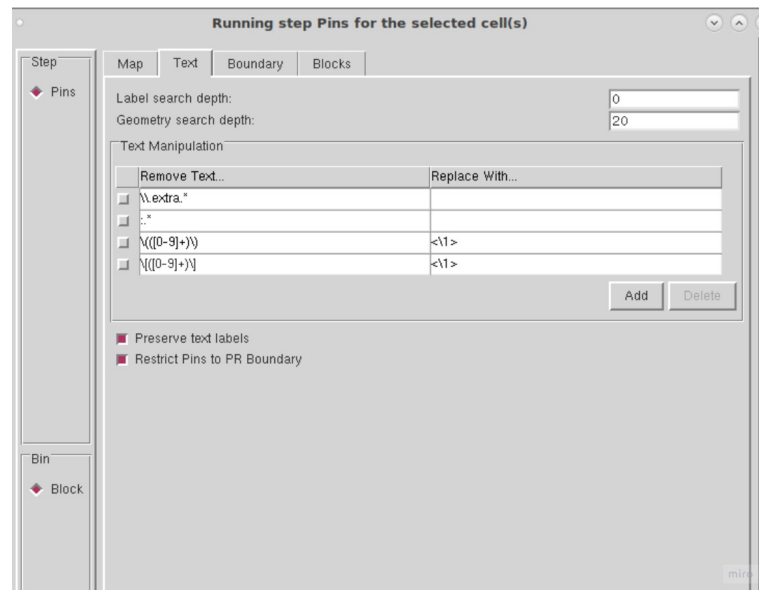 Running step Pins for the selected cell(s)
Step
Pins
Map Text Boundary Blocks
Label search depth: 0
Geometry search depth: 20
Text Manipulation
Remove Text... Replace With...
\\.extra.*
:.*
\(([0-9]+)\) <\1>
\[([0-9]+)\] <\1>
Add Delete
Preserve text labels
Restrict Pins to PR Boundary
Bin
Block
miro